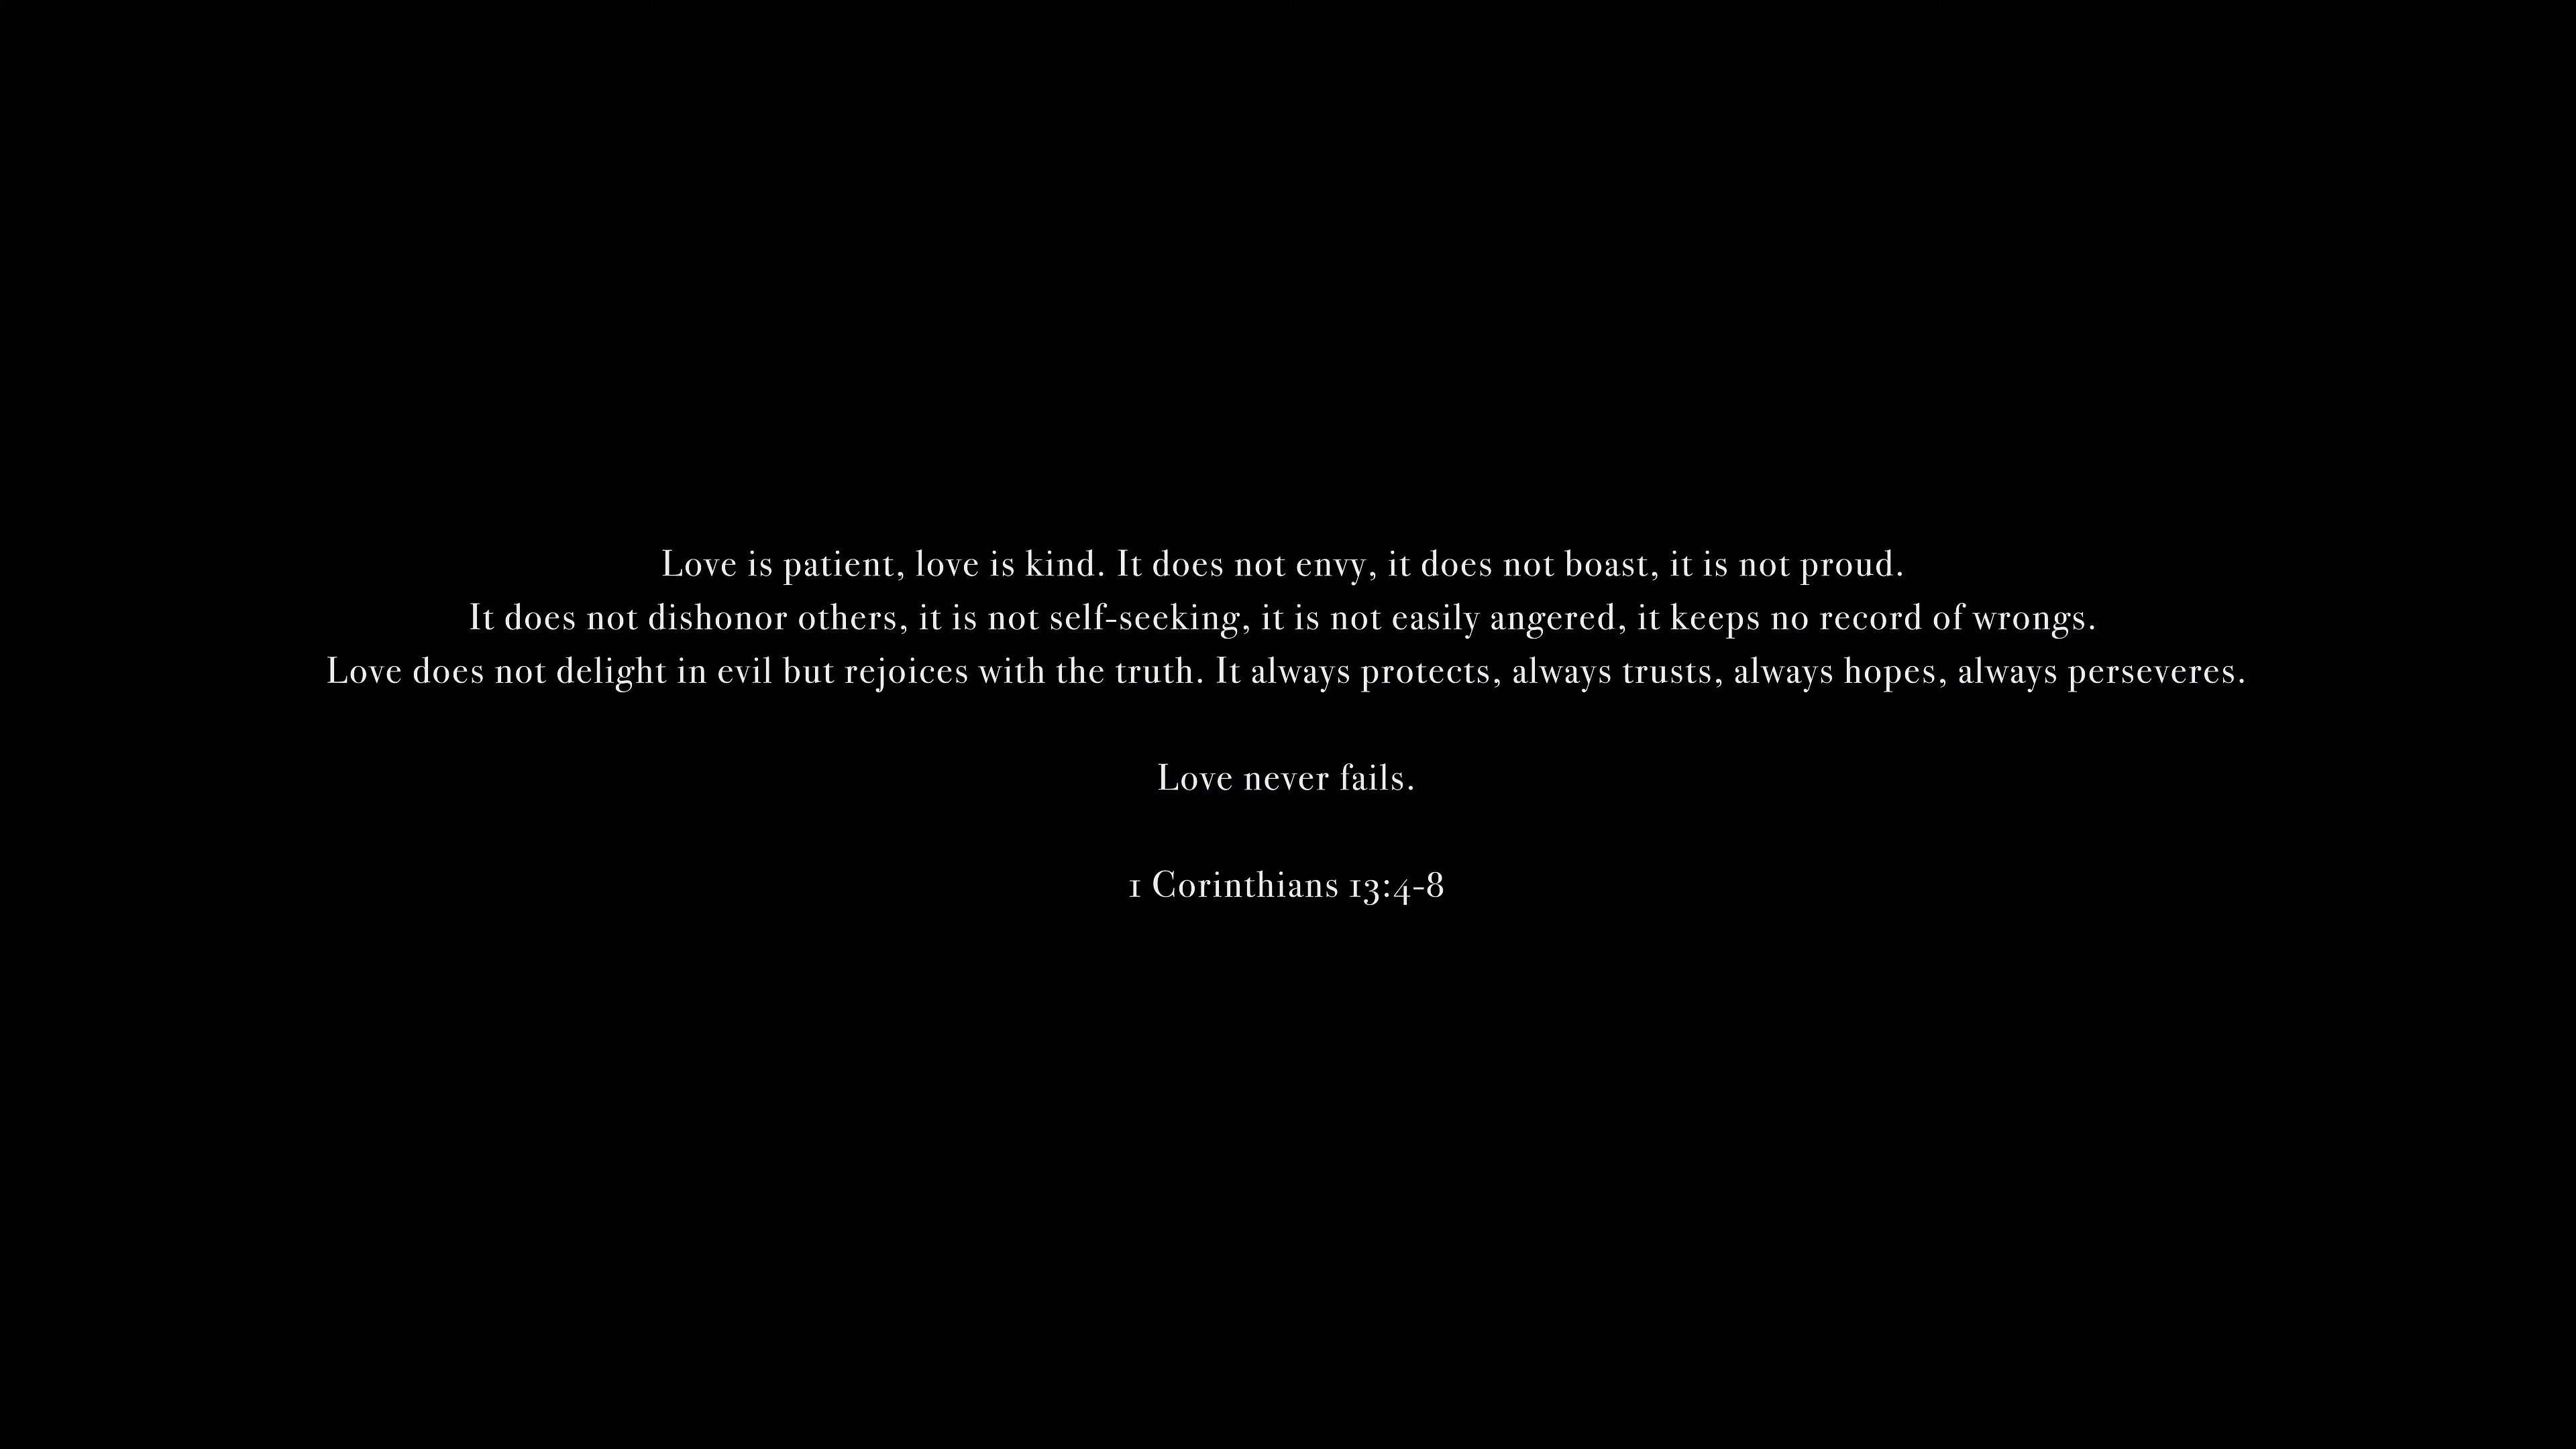 Love is patient, love is kind. It does not envy, it does not boast, it is not proud.
It does not dishonor others, it is not self-seeking, it is not easily angered, it keeps no record of wrongs.
Love does not delight in evil but rejoices with the truth. It always protects, always trusts, always hopes, always perseveres.
Love never fails.
1 Corinthians 13:4-8